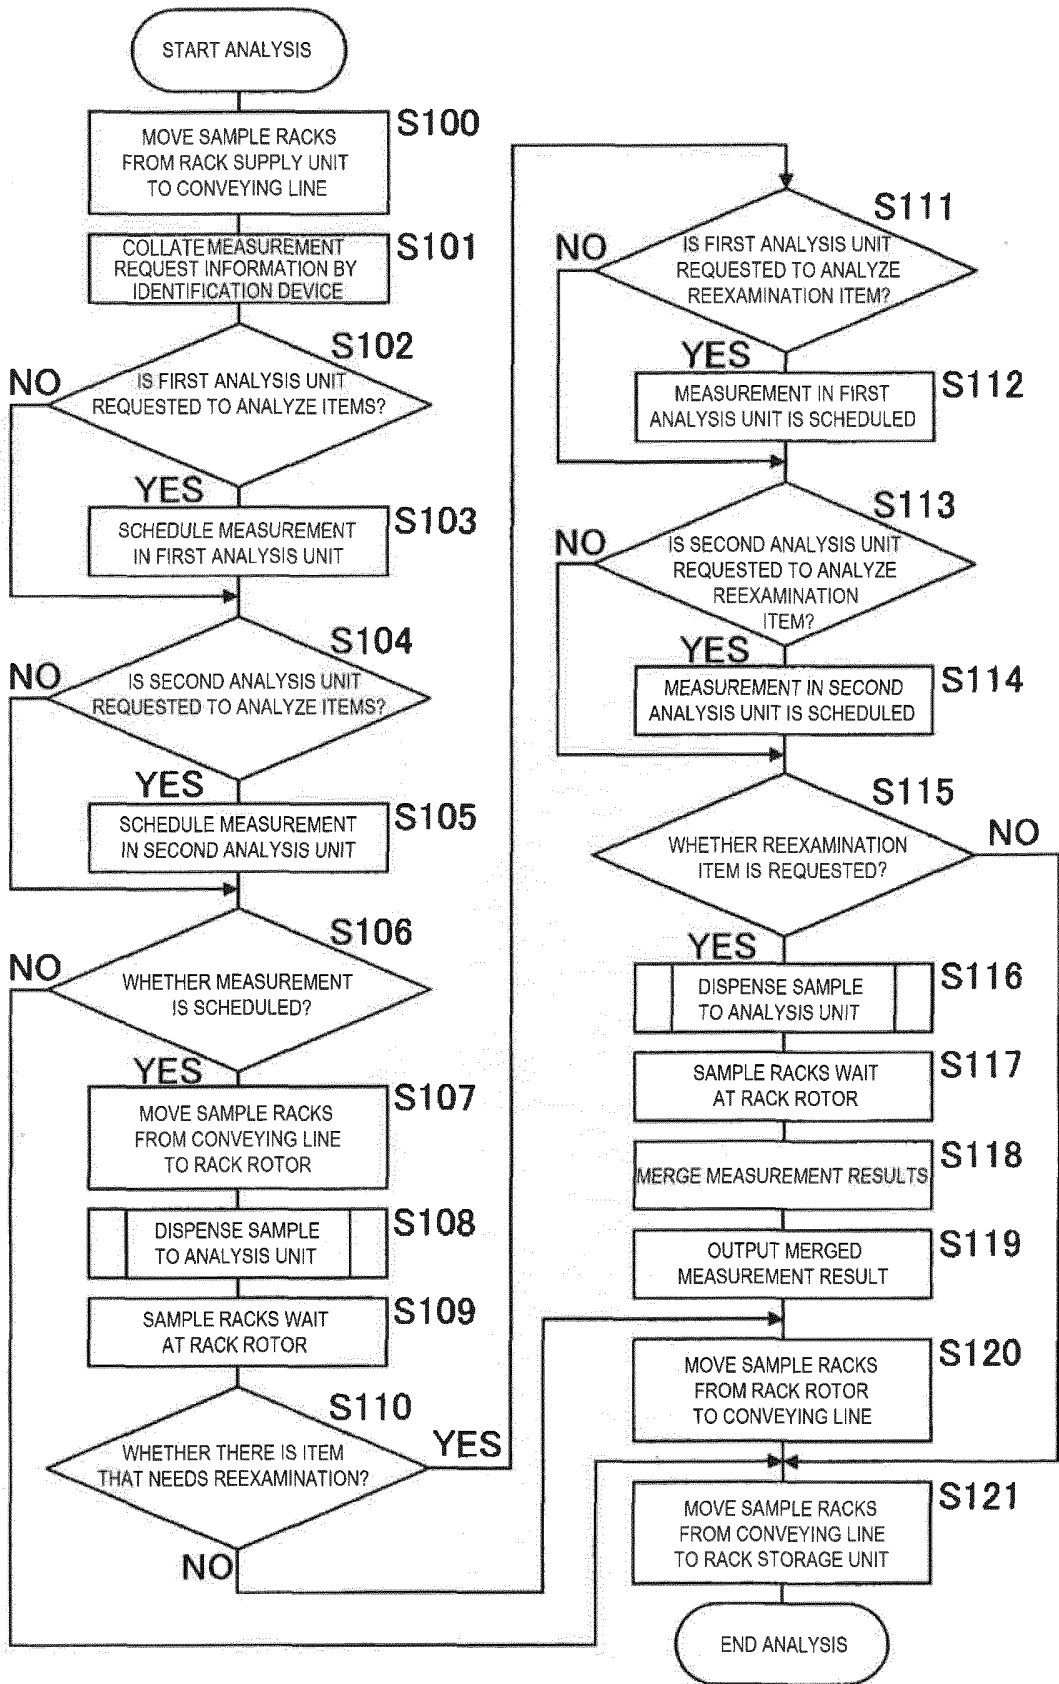 START ANALYSIS
S100
MOVE SAMPLE RACKS
FROM RACK SUPPLY UNIT
TO CONVEYING LINE
S101
COLLATE MEASUREMENT
REQUEST INFORMATION BY
IDENTIFICATION DEVICE
S102
NO
IS FIRST ANALYSIS UNIT
REQUESTED TO ANALYZE ITEMS?
YES
S103
SCHEDULE MEASUREMENT
IN FIRST ANALYSIS UNIT
S104
NO
IS SECOND ANALYSIS UNIT
REQUESTED TO ANALYZE ITEMS?
YES
S105
SCHEDULE MEASUREMENT
IN SECOND ANALYSIS UNIT
S106
NO
WHETHER MEASUREMENT
IS SCHEDULED?
YES
S107
MOVE SAMPLE RACKS
FROM CONVEYING LINE
TO RACK ROTOR
S108
DISPENSE SAMPLE
TO ANALYSIS UNIT
S109
SAMPLE RACKS WAIT
AT RACK ROTOR
S110
WHETHER THERE IS ITEM
THAT NEEDS REEXAMINATION?
YES
NO
S111
NO
IS FIRST ANALYSIS UNIT
REQUESTED TO ANALYZE
REEXAMINATION ITEM?
YES
S112
MEASUREMENT IN FIRST
ANALYSIS UNIT IS SCHEDULED
S113
NO
IS SECOND ANALYSIS UNIT
REQUESTED TO ANALYZE
REEXAMINATION
ITEM?
YES
S114
MEASUREMENT IN SECOND
ANALYSIS UNIT IS SCHEDULED
S115
NO
WHETHER REEXAMINATION
ITEM IS REQUESTED?
YES
S116
DISPENSE SAMPLE
TO ANALYSIS UNIT
S117
SAMPLE RACKS WAIT
AT RACK ROTOR
S118
MERGE MEASUREMENT RESULTS
S119
OUTPUT MERGED
MEASUREMENT RESULT
S120
MOVE SAMPLE RACKS
FROM RACK ROTOR
TO CONVEYING LINE
S121
MOVE SAMPLE RACKS
FROM CONVEYING LINE
TO RACK STORAGE UNIT
END ANALYSIS